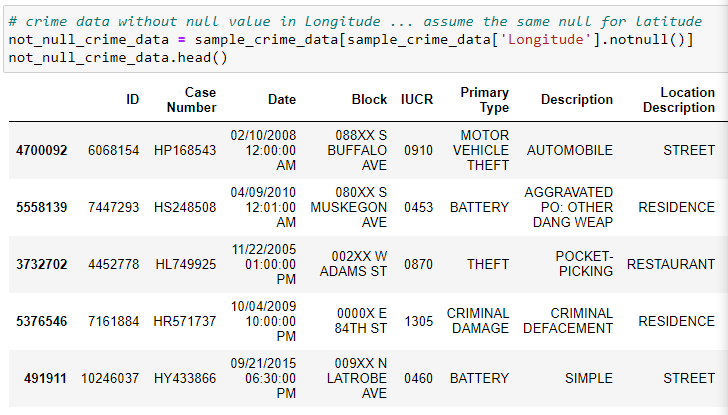 # crime data without null value in Longitude ... assume the same null for latitude
not_null_crime_data = sample_crime_data[sample_crime_data['Longitude'].notnull()]
not_null_crime_data.head()
ID Case Number Date Block IUCR Primary Type Description Location Description
4700092 6068154 HP168543 02/10/2008 12:00:00 AM 088XX S BUFFALO AVE 0910 MOTOR VEHICLE THEFT AUTOMOBILE STREET
5558139 7447293 HS248508 04/09/2010 12:01:00 AM 080XX S MUSKEGON AVE 0453 BATTERY AGGRAVATED PO: OTHER DANG WEAP RESIDENCE
3732702 4452778 HL749925 11/22/2005 01:00:00 PM 002XX W ADAMS ST 0870 THEFT POCKET-PICKING RESTAURANT
5376546 7161884 HR571737 10/04/2009 10:00:00 PM 0000X E 84TH ST 1305 CRIMINAL DAMAGE CRIMINAL DEFACEMENT RESIDENCE
491911 10246037 HY433866 09/21/2015 06:30:00 PM 009XX N LATROBE AVE 0460 BATTERY SIMPLE STREET